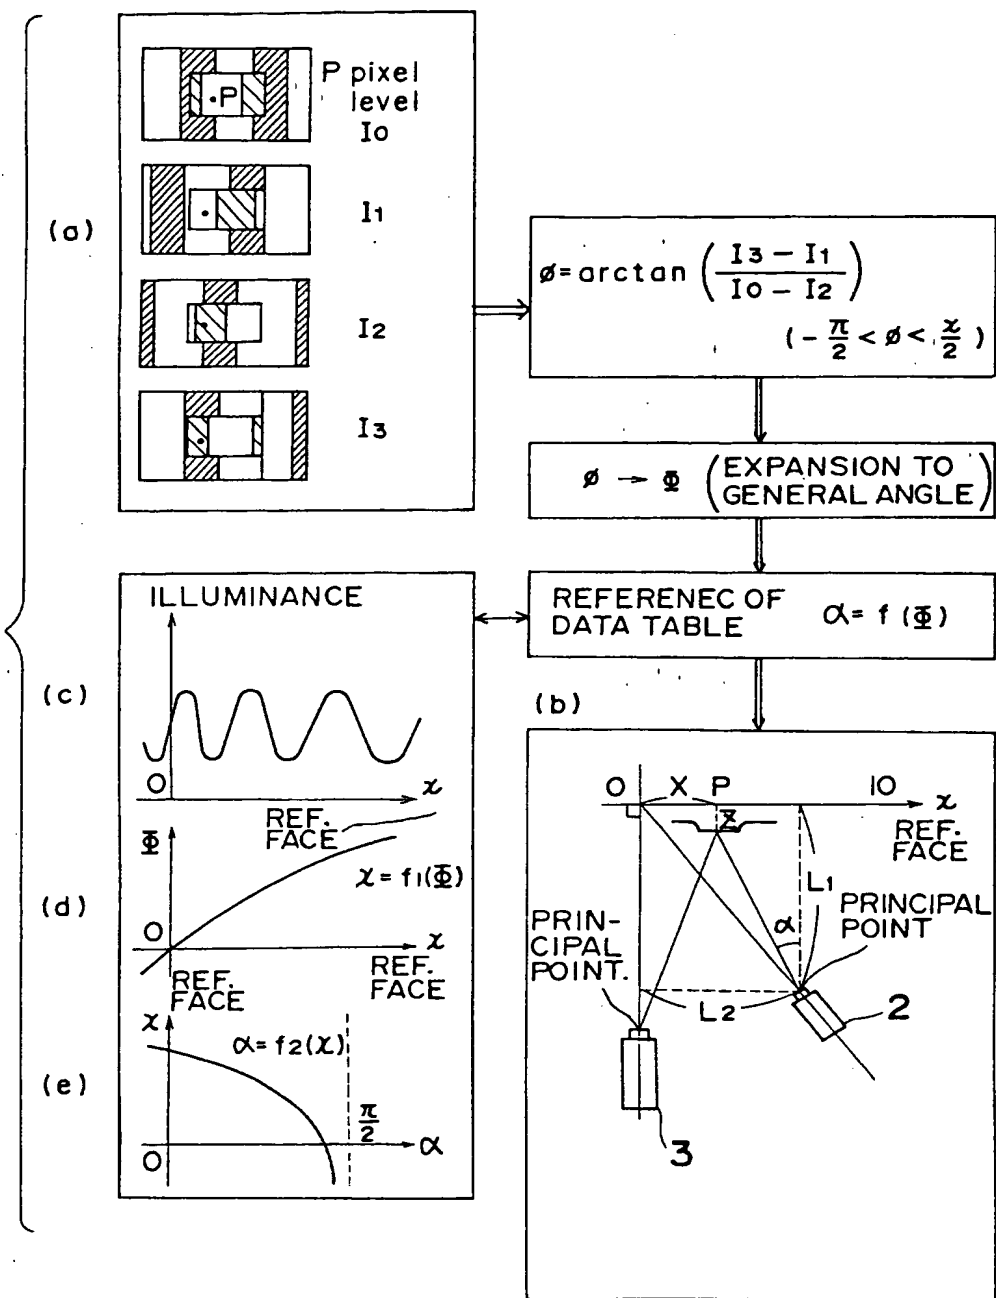 (a)
P
P pixel
level
I0
I1
I2
I3
ø = arctan ( I3 − I1 / I0 − I2 )
( − π/2 < ø < x/2 )
ø → Φ ( EXPANSION TO
GENERAL ANGLE )
REFERENEC OF
DATA TABLE α = f (Φ)
(c)
ILLUMINANCE
O
x
REF.
FACE
(d)
Φ
x = f1(Φ)
O
x
REF.
FACE
REF.
FACE
(e)
x
α = f2(x)
π/2
O
α
(b)
O X P 10 x
REF.
FACE
Z
L1
α
PRINCIPAL
POINT
PRIN-
CIPAL
POINT.
L2
2
3